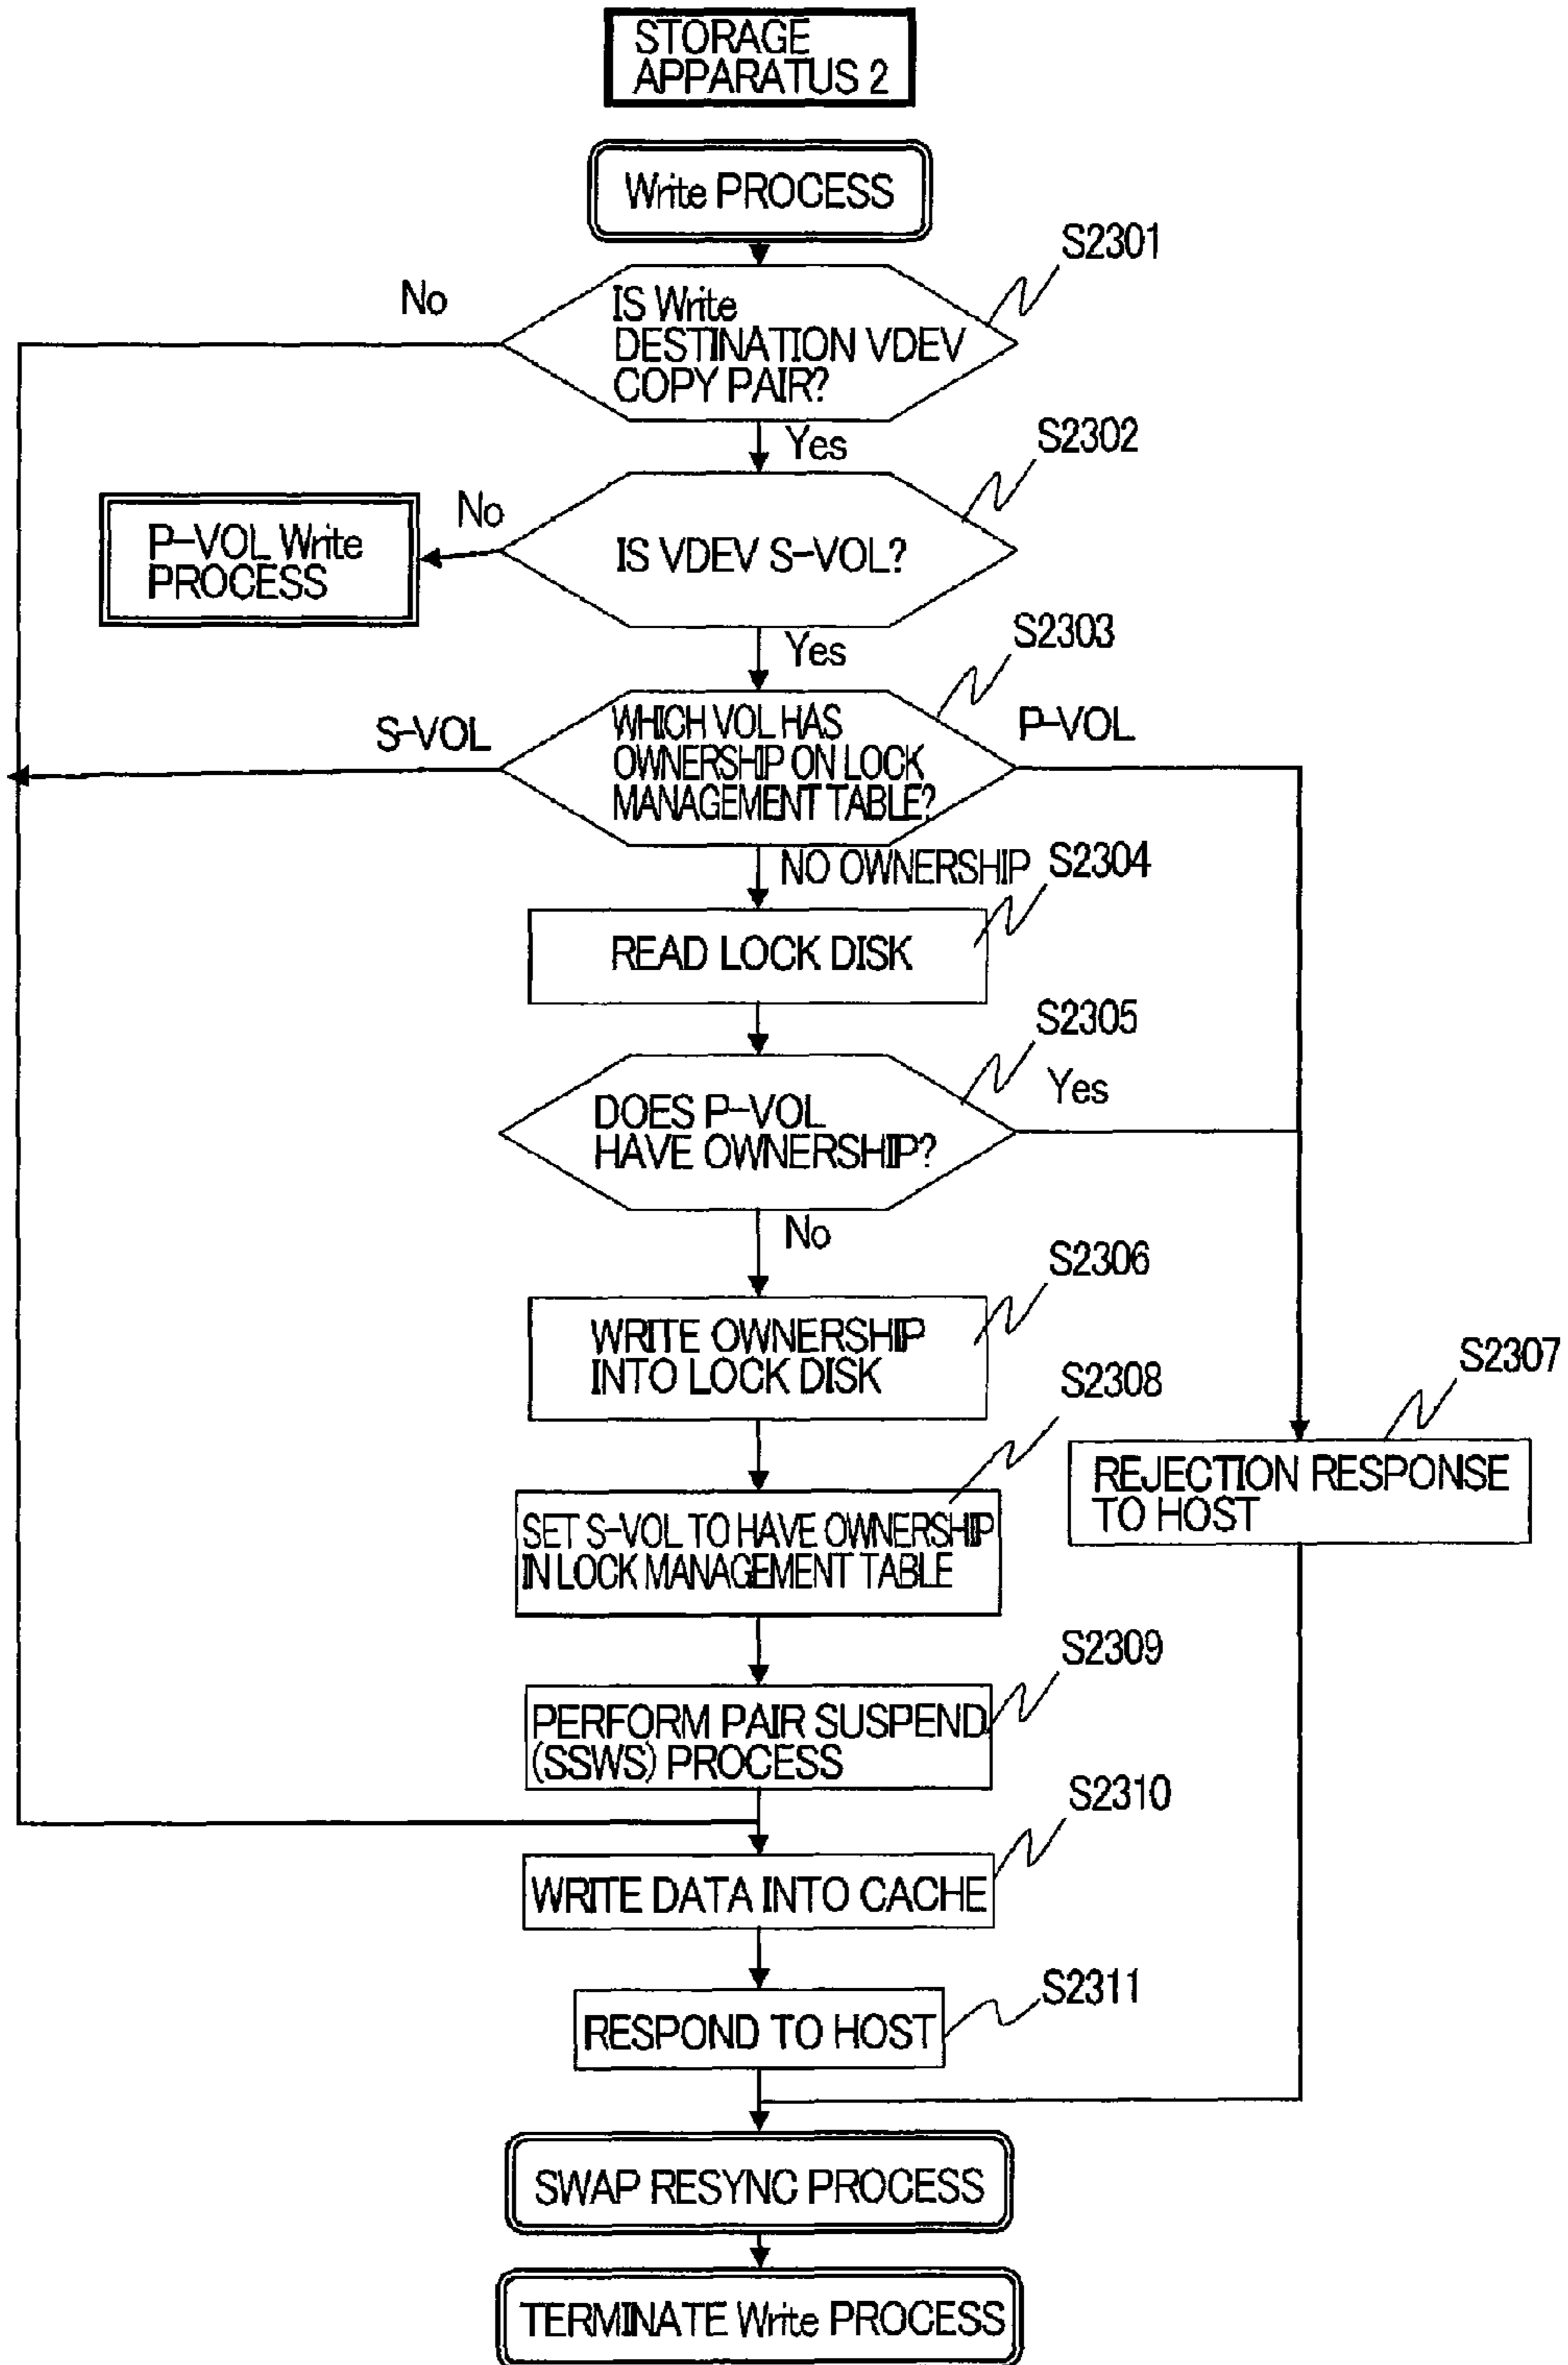 STORAGE
APPARATUS 2
Write PROCESS
S2301
No
IS Write
DESTINATION VDEV
COPY PAIR?
Yes
S2302
No
P-VOL Write
PROCESS
IS VDEV S-VOL?
Yes
S2303
S-VOL
WHICH VOL HAS
OWNERSHIP ON LOCK
MANAGEMENT TABLE?
P-VOL
NO OWNERSHIP
S2304
READ LOCK DISK
S2305
Yes
DOES P-VOL
HAVE OWNERSHIP?
No
S2306
WRITE OWNERSHIP
INTO LOCK DISK
S2307
S2308
REJECTION RESPONSE
TO HOST
SET S-VOL TO HAVE OWNERSHIP
IN LOCK MANAGEMENT TABLE
S2309
PERFORM PAIR SUSPEND
(SSWS) PROCESS
S2310
WRITE DATA INTO CACHE
S2311
RESPOND TO HOST
SWAP RESYNC PROCESS
TERMINATE Write PROCESS